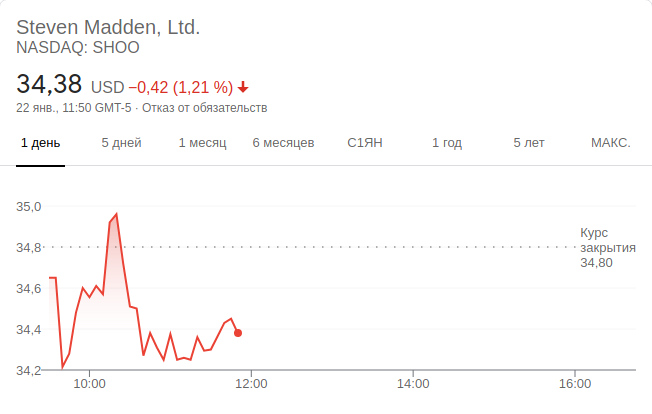 Steven Madden, Ltd.
NASDAQ: SHOO
34,38 USD −0,42 (1,21 %)
22 янв., 11:50 GMT-5 · Отказ от обязательств
1 день 5 дней 1 месяц 6 месяцев С1ЯН 1 год 5 лет МАКС.
35,0
34,8
34,6
34,4
34,2
Курс
закрытия
34,80
10:00 12:00 14:00 16:00